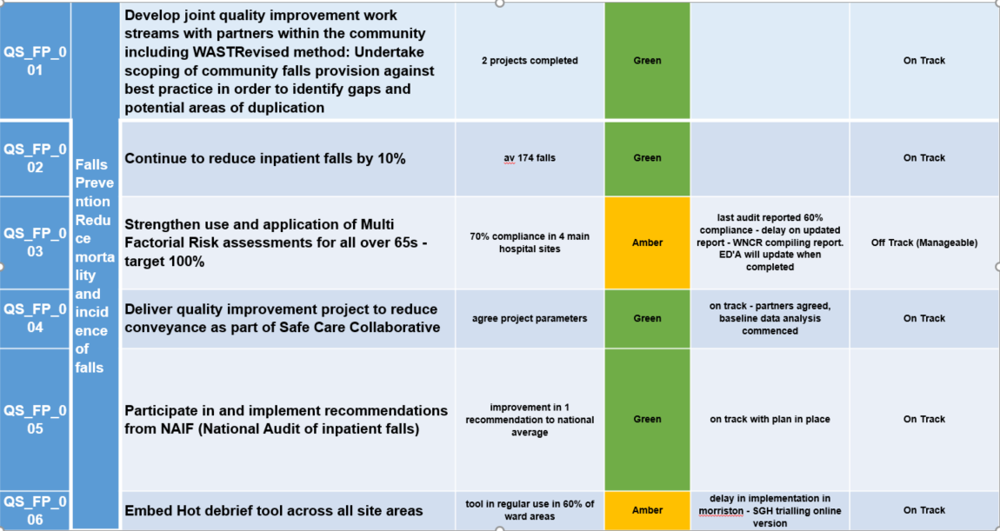 QS_FP_0
01
Develop joint quality improvement work
streams with partners within the community
including WASTRevised method: Undertake
scoping of community falls provision against
best practice in order to identify gaps and
potential areas of duplication
2 projects completed
Green
On Track
Falls
Preve
ntion
Redu
ce
morta
lity
and
incid
ence
of
falls
QS_FP_0
02
Continue to reduce inpatient falls by 10%
av 174 falls
Green
On Track
QS_FP_0
03
Strengthen use and application of Multi
Factorial Risk assessments for all over 65s -
target 100%
70% compliance in 4 main
hospital sites
Amber
last audit reported 60%
compliance - delay on updated
report - WNCR compiling report.
ED'A will update when
completed
Off Track (Manageable)
QS_FP_0
04
Deliver quality improvement project to reduce
conveyance as part of Safe Care Collaborative
agree project parameters
Green
on track - partners agreed,
baseline data analysis
commenced
On Track
QS_FP_0
05
Participate in and implement recommendations
from NAIF (National Audit of inpatient falls)
improvement in 1
recommendation to national
average
Green
on track with plan in place
On Track
QS_FP_0
06
Embed Hot debrief tool across all site areas
tool in regular use in 60% of
ward areas
Amber
delay in implementation in
morriston - SGH trialling online
version
On Track